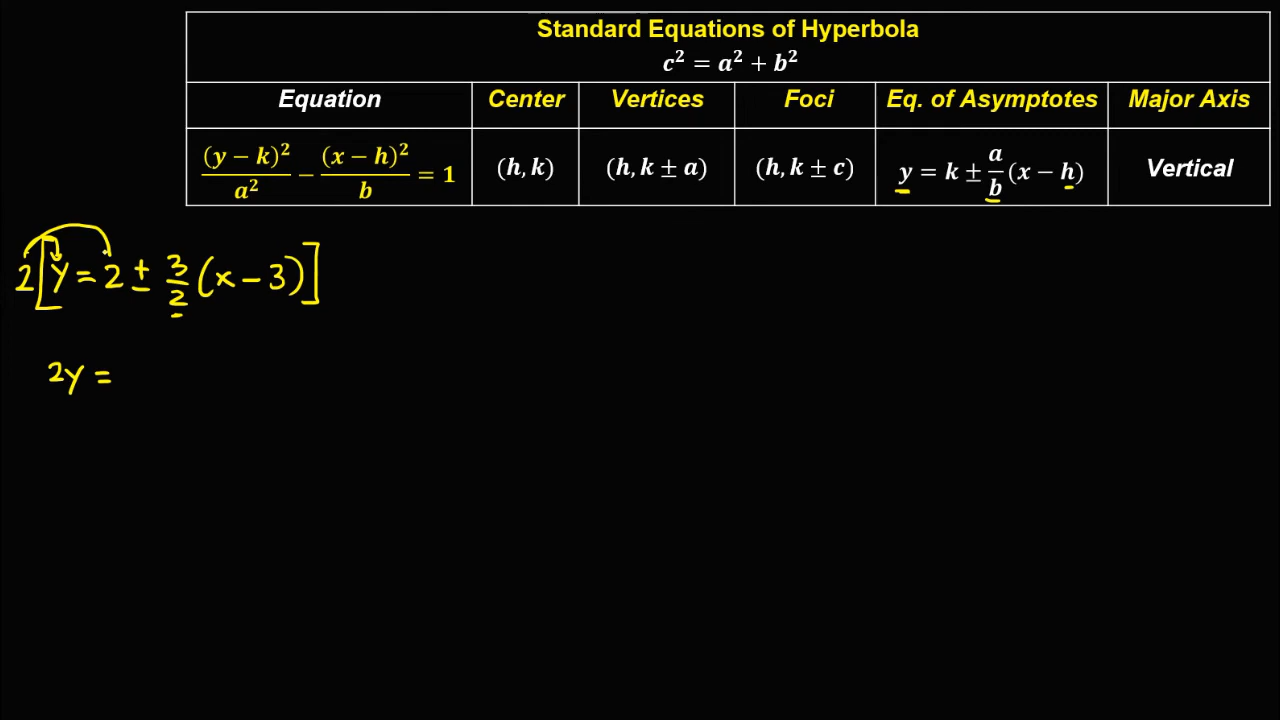 Standard Equations of Hyperbola
c² = a² + b²
Equation Center Vertices Foci Eq. of Asymptotes Major Axis
(y − k)²/a² − (x − h)²/b = 1 (h, k) (h, k ± a) (h, k ± c) y = k ± a/b (x − h) Vertical
2[y = 2 ± 3/2 (x − 3)]
2y =